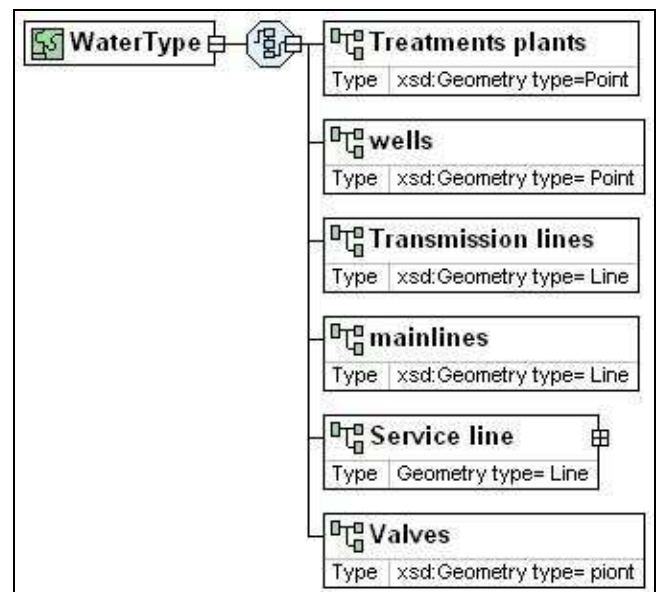 WaterType
Treatments plants
Type xsd:Geometry type=Point
wells
Type xsd:Geometry type= Point
Transmission lines
Type xsd:Geometry type= Line
mainlines
Type xsd:Geometry type= Line
Service line
Type Geometry type= Line
Valves
Type xsd:Geometry type= piont